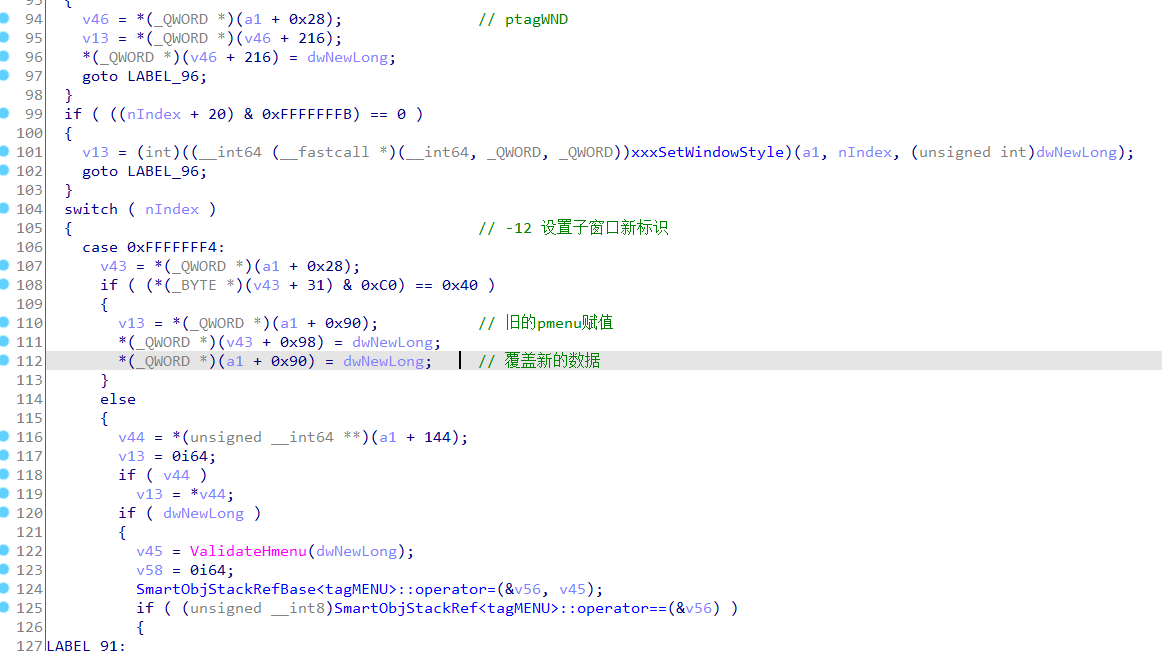 94 v46 = *(_QWORD *)(a1 + 0x28); // ptagWND
95 v13 = *(_QWORD *)(v46 + 216);
96 *(_QWORD *)(v46 + 216) = dwNewLong;
97 goto LABEL_96;
98 }
99 if ( ((nIndex + 20) & 0xFFFFFFFB) == 0 )
100 {
101 v13 = (int)((__int64 (__fastcall *)(__int64, _QWORD, _QWORD))xxxSetWindowStyle)(a1, nIndex, (unsigned int)dwNewLong);
102 goto LABEL_96;
103 }
104 switch ( nIndex )
105 { // -12 设置子窗口新标识
106 case 0xFFFFFFF4:
107 v43 = *(_QWORD *)(a1 + 0x28);
108 if ( (*(_BYTE *)(v43 + 31) & 0xC0) == 0x40 )
109 {
110 v13 = *(_QWORD *)(a1 + 0x90); // 旧的pmenu赋值
111 *(_QWORD *)(v43 + 0x98) = dwNewLong;
112 *(_QWORD *)(a1 + 0x90) = dwNewLong; // 覆盖新的数据
113 }
114 else
115 {
116 v44 = *(unsigned __int64 **)(a1 + 144);
117 v13 = 0i64;
118 if ( v44 )
119 v13 = *v44;
120 if ( dwNewLong )
121 {
122 v45 = ValidateHmenu(dwNewLong);
123 v58 = 0i64;
124 SmartObjStackRefBase<tagMENU>::operator=(&v56, v45);
125 if ( (unsigned __int8)SmartObjStackRef<tagMENU>::operator==(&v56) )
126 {
127 LABEL_91: